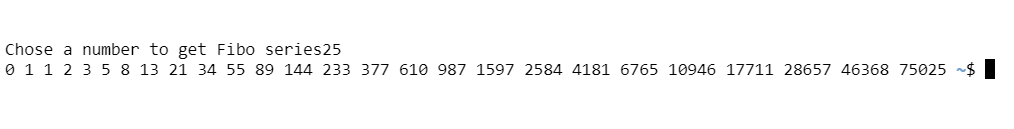 Chose a number to get Fibo series25
0 1 1 2 3 5 8 13 21 34 55 89 144 233 377 610 987 1597 2584 4181 6765 10946 17711 28657 46368 75025 ~$